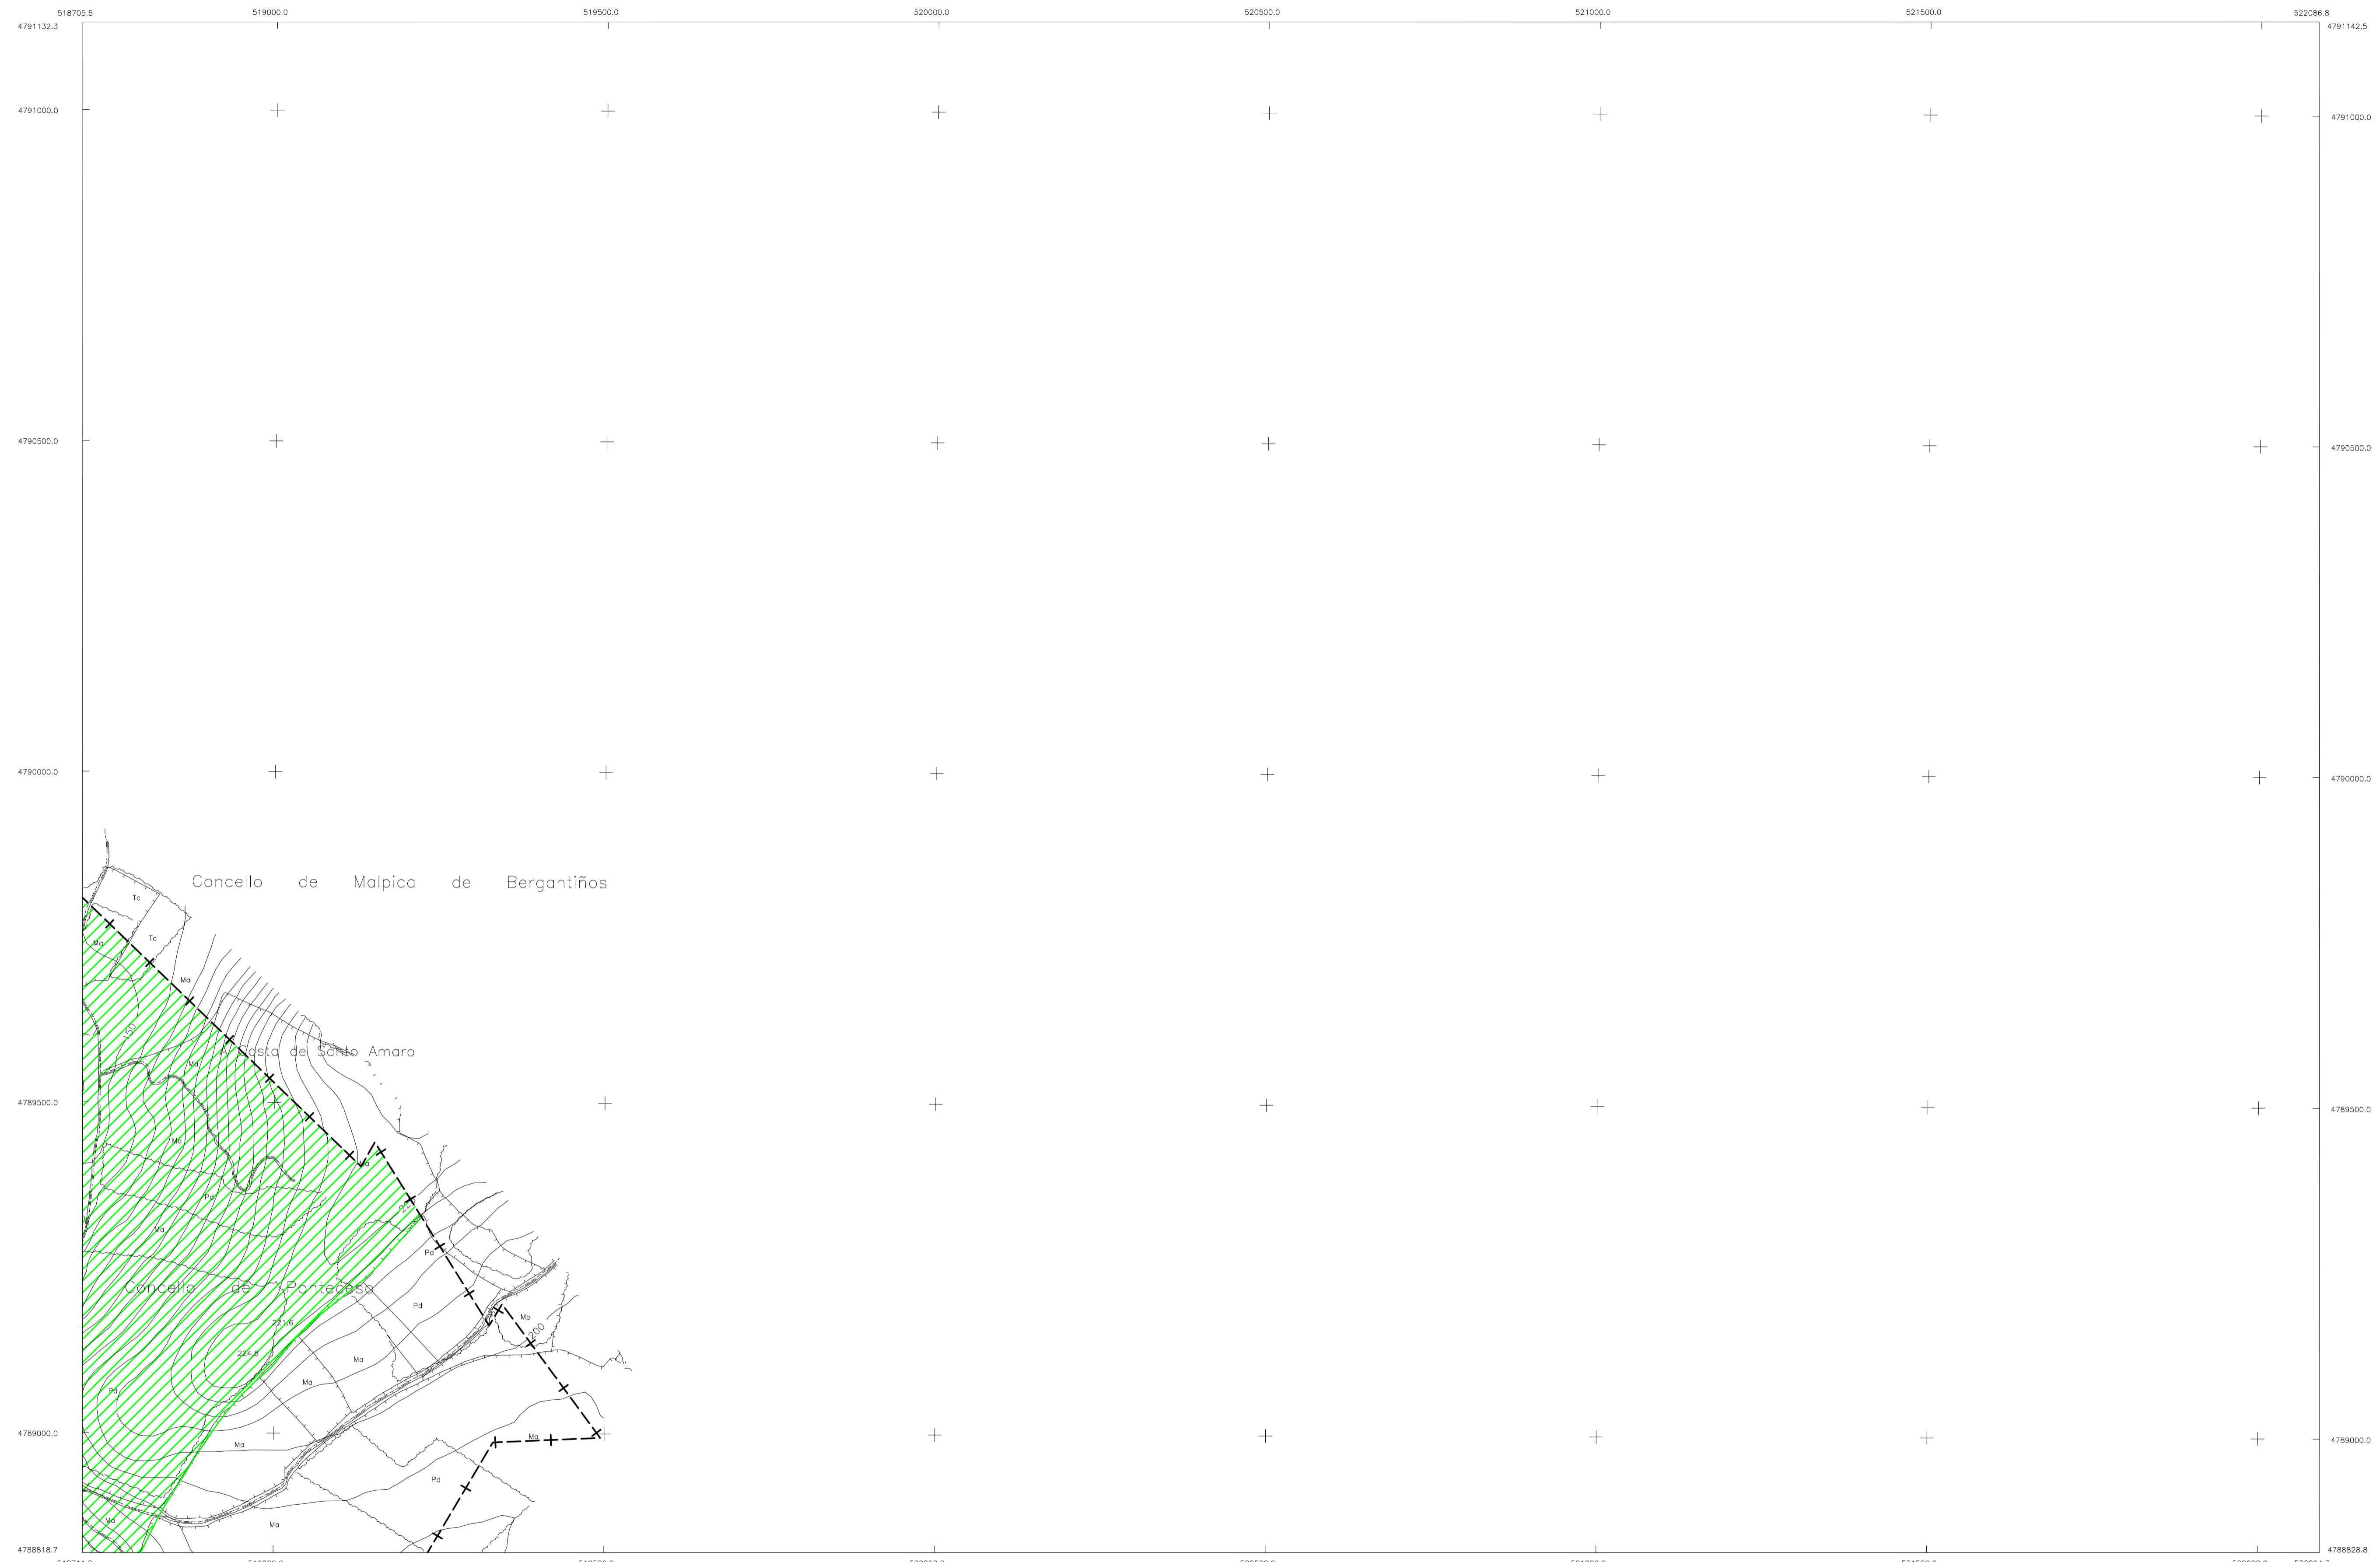 518705.5 519000.0 519500.0 520000.0 520500.0 521000.0 521500.0 522086.8
4791132.3 4791142.5
4791000.0 4791000.0
4790500.0 4790500.0
4790000.0 4790000.0
Concello de Malpica de Bergantiños
Tc
Tc
Ma
Ma
150
A Costa de Santo Amaro
Ma
4789500.0 4789500.0
Ma
Pd
Ma
Pd
Concello de Ponteceso
Pd
Mb
221.6
200
224.8
Ma
Ma
Pd
4789000.0 4789000.0
Ma
Ma
Pd
Ma
Ma
4788818.7 4788828.8